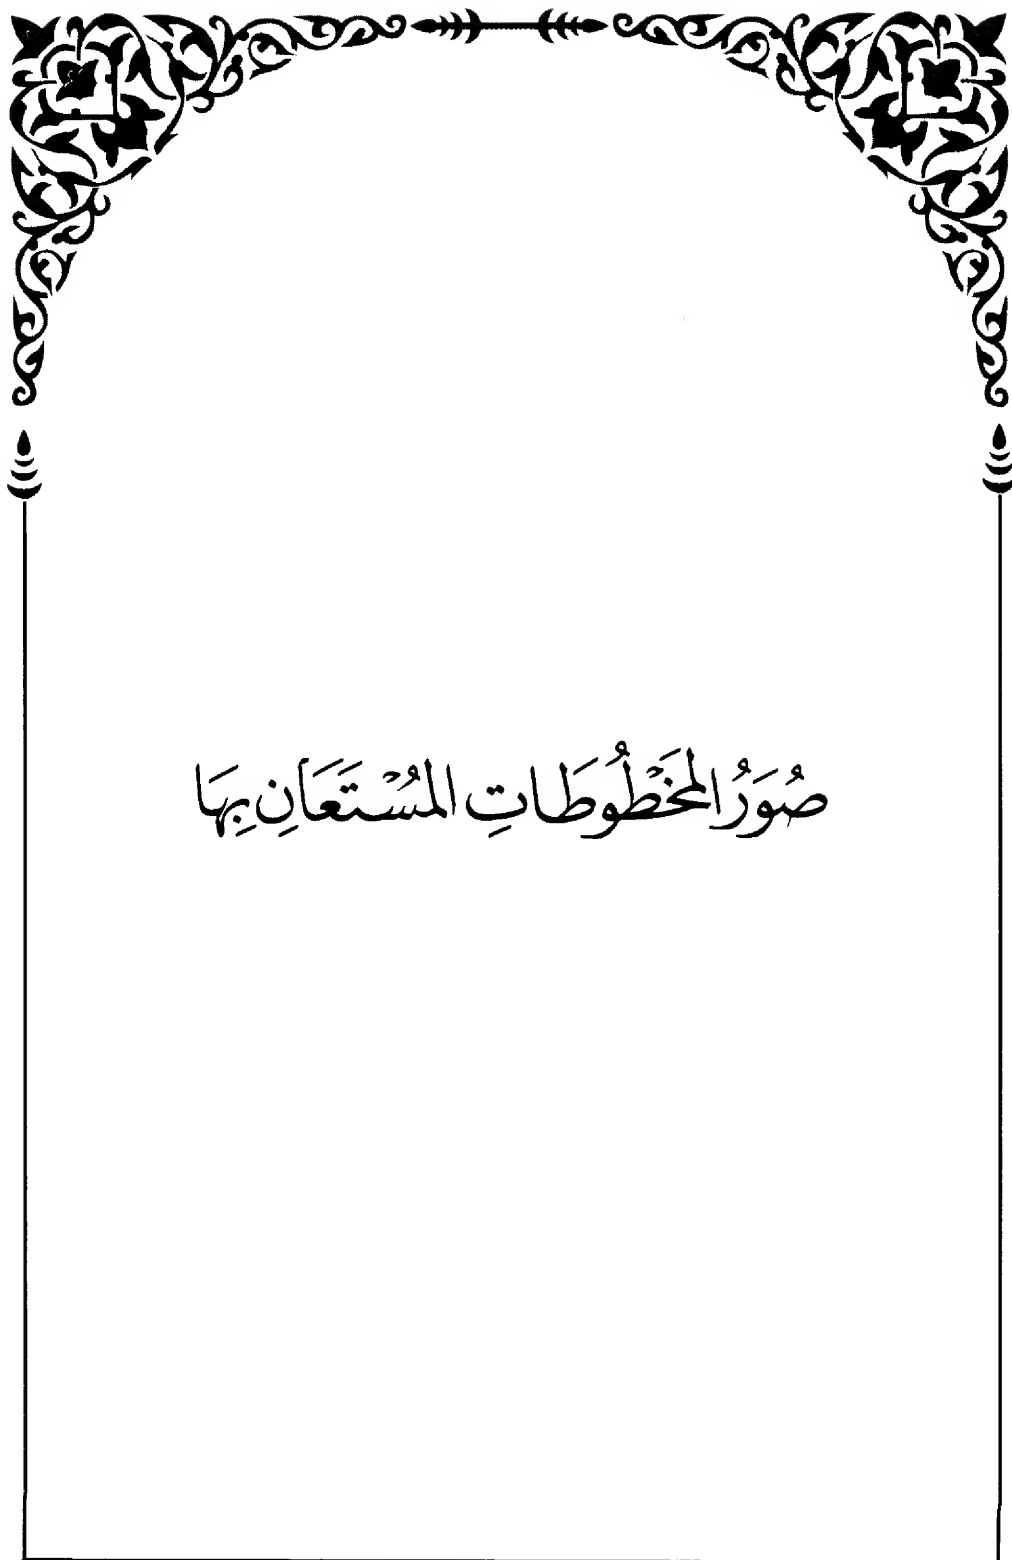 صُوَرُ المَخْطُوطَاتِ المُسْتَعَانِ بِهَا